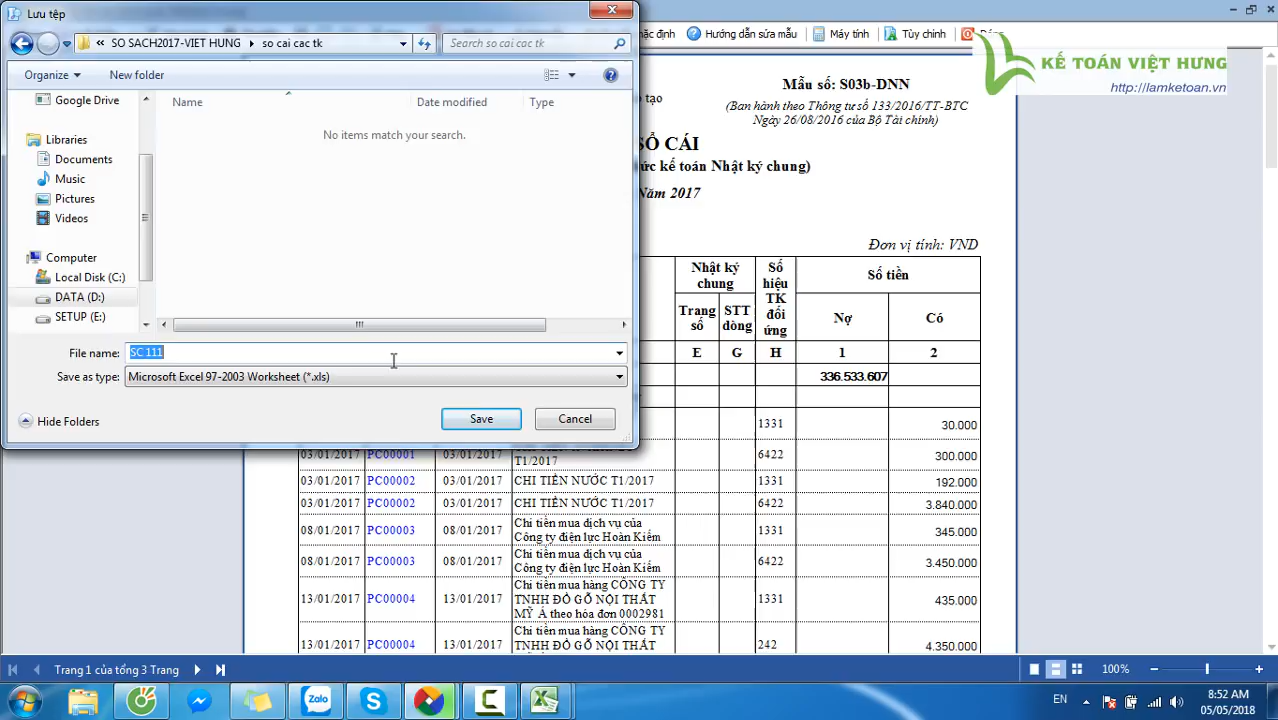 Lưu tệp
« SO SACH2017-VIET HUNG ▸ so cai cac tk
Search so cai cac tk
Organize
New folder
Google Drive
Libraries
Documents
Music
Pictures
Videos
Computer
Local Disk (C:)
DATA (D:)
SETUP (E:)
Name
Date modified
Type
No items match your search.
File name: SC 111
Save as type: Microsoft Excel 97-2003 Worksheet (*.xls)
Hide Folders
Save
Cancel
Hướng dẫn sửa mẫu
Máy tính
Tùy chỉnh
KẾ TOÁN VIỆT HƯNG
http://lamketoan.vn
Mẫu số: S03b-DNN
(Ban hành theo Thông tư số 133/2016/TT-BTC
Ngày 26/08/2016 của Bộ Tài chính)
SỔ CÁI
kế toán Nhật ký chung)
Năm 2017
Đơn vị tính: VND
Nhật ký chung
Số hiệu TK đối ứng
Số tiền
Trang số
STT dòng
Nợ
Có
E G H 1 2
336.533.607
1331 30.000
03/01/2017 PC00001 03/01/2017 T1/2017 6422 300.000
03/01/2017 PC00002 03/01/2017 CHI TIỀN NƯỚC T1/2017 1331 192.000
03/01/2017 PC00002 03/01/2017 CHI TIỀN NƯỚC T1/2017 6422 3.840.000
08/01/2017 PC00003 08/01/2017 Chi tiền mua dịch vụ của Công ty điện lực Hoàn Kiếm 1331 345.000
08/01/2017 PC00003 08/01/2017 Chi tiền mua dịch vụ của Công ty điện lực Hoàn Kiếm 6422 3.450.000
13/01/2017 PC00004 13/01/2017 Chi tiền mua hàng CÔNG TY TNHH ĐỒ GỖ NỘI THẤT MỸ Á theo hóa đơn 0002981 1331 435.000
13/01/2017 PC00004 13/01/2017 Chi tiền mua hàng CÔNG TY TNHH ĐỒ GỖ NỘI THẤT 242 4.350.000
Trang 1 của tổng 3 Trang
100%
Zalo
EN
8:52 AM
05/05/2018